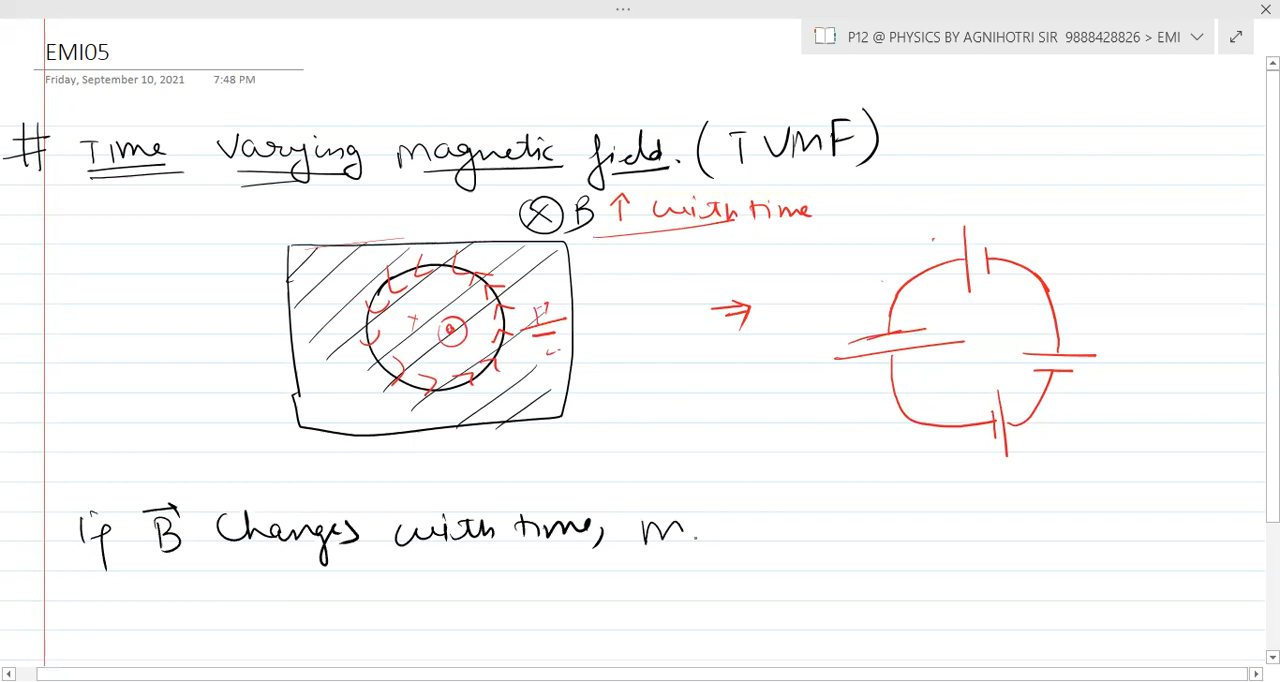 EMI05
P12 @ PHYSICS BY AGNIHOTRI SIR 9888428826 > EMI
Friday, September 10, 2021 7:48 PM
# Time varying magnetic field. (TVMF)
⊗ B ↑ with time
⇒
if B⃗ changes with time, m